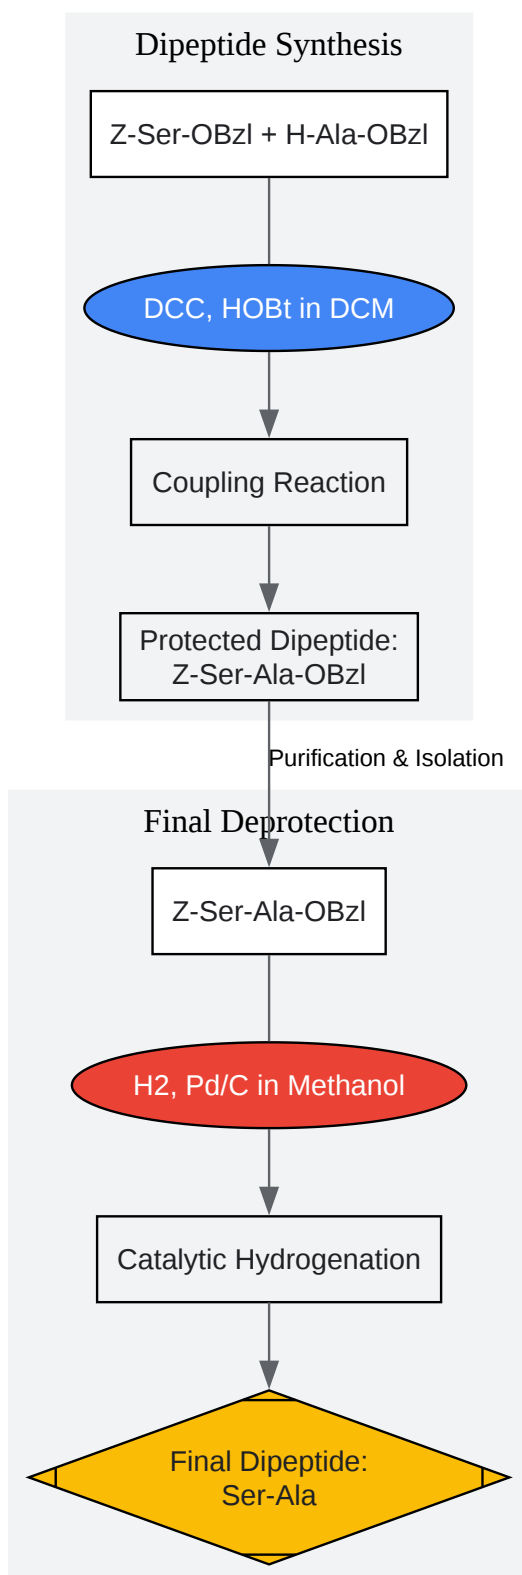 Dipeptide Synthesis
Z-Ser-OBzl + H-Ala-OBzl
DCC, HOBt in DCM
Coupling Reaction
Protected Dipeptide:
Z-Ser-Ala-OBzl
Purification & Isolation
Final Deprotection
Z-Ser-Ala-OBzl
H2, Pd/C in Methanol
Catalytic Hydrogenation
Final Dipeptide:
Ser-Ala